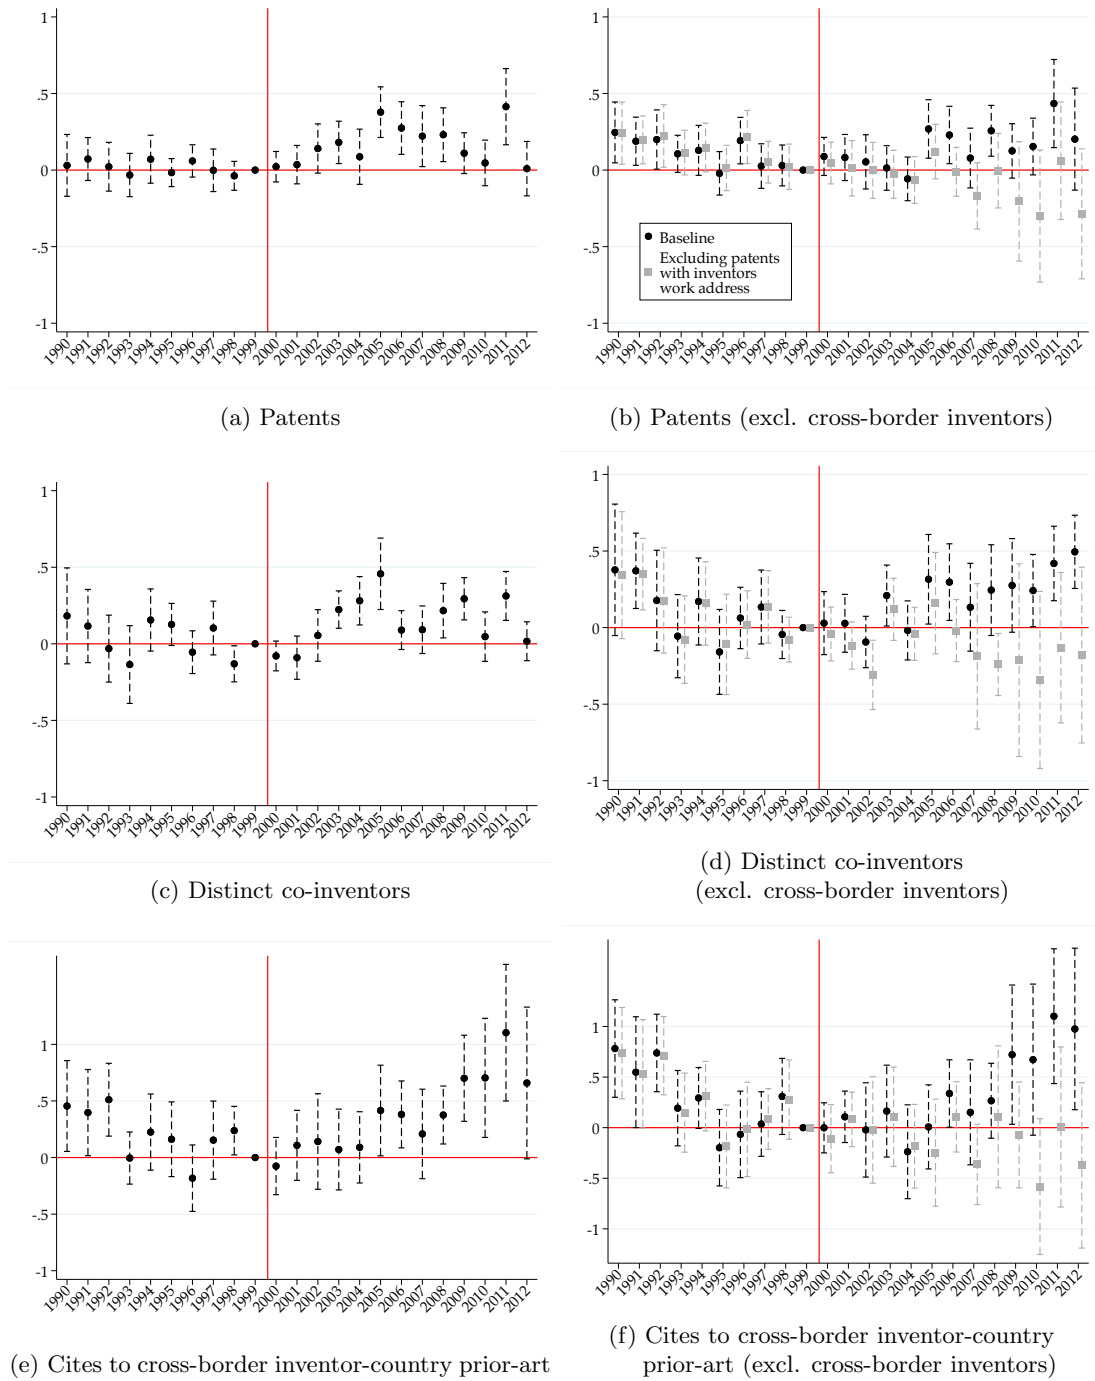 1
.5
0
-.5
-1
1990 1991 1992 1993 1994 1995 1996 1997 1998 1999 2000 2001 2002 2003 2004 2005 2006 2007 2008 2009 2010 2011 2012
(a) Patents
1
.5
0
-.5
-1
Baseline
Excluding patents
with inventors
work address
1990 1991 1992 1993 1994 1995 1996 1997 1998 1999 2000 2001 2002 2003 2004 2005 2006 2007 2008 2009 2010 2011 2012
(b) Patents (excl. cross-border inventors)
1
.5
0
-.5
-1
1990 1991 1992 1993 1994 1995 1996 1997 1998 1999 2000 2001 2002 2003 2004 2005 2006 2007 2008 2009 2010 2011 2012
(c) Distinct co-inventors
1
.5
0
-.5
-1
1990 1991 1992 1993 1994 1995 1996 1997 1998 1999 2000 2001 2002 2003 2004 2005 2006 2007 2008 2009 2010 2011 2012
(d) Distinct co-inventors
(excl. cross-border inventors)
1
.5
0
-.5
-1
1990 1991 1992 1993 1994 1995 1996 1997 1998 1999 2000 2001 2002 2003 2004 2005 2006 2007 2008 2009 2010 2011 2012
(e) Cites to cross-border inventor-country prior-art
1
.5
0
-.5
-1
1990 1991 1992 1993 1994 1995 1996 1997 1998 1999 2000 2001 2002 2003 2004 2005 2006 2007 2008 2009 2010 2011 2012
(f) Cites to cross-border inventor-country
prior-art (excl. cross-border inventors)